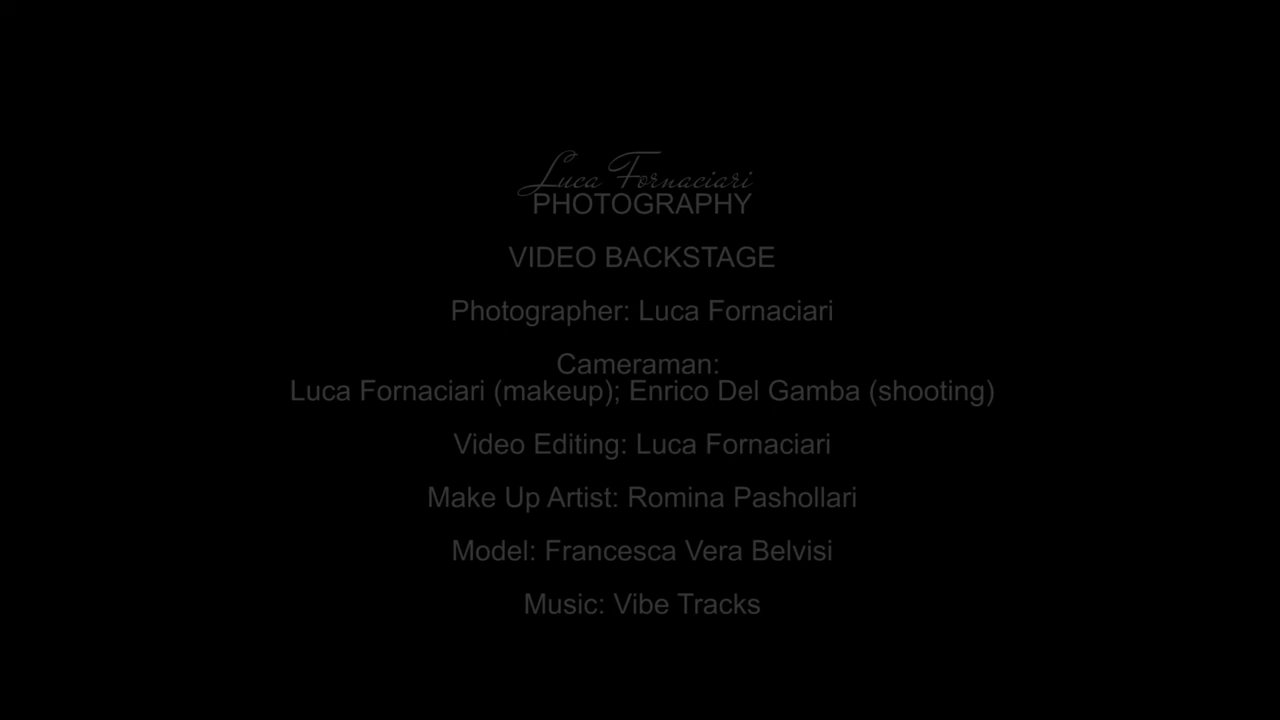 Luca Fornaciari
PHOTOGRAPHY
VIDEO BACKSTAGE
Photographer: Luca Fornaciari
Cameraman:
Luca Fornaciari (makeup); Enrico Del Gamba (shooting)
Video Editing: Luca Fornaciari
Make Up Artist: Romina Pashollari
Model: Francesca Vera Belvisi
Music: Vibe Tracks